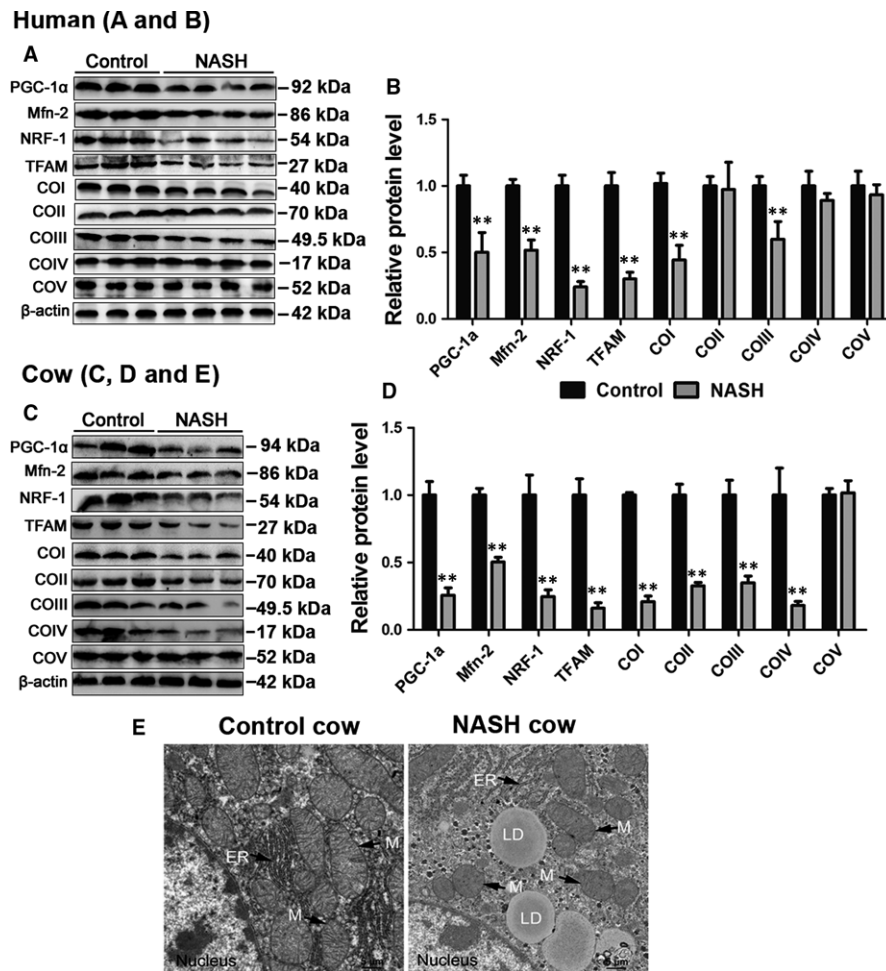 Human (A and B)
A
Control NASH
PGC-1α 92 kDa
Mfn-2 86 kDa
NRF-1 54 kDa
TFAM 27 kDa
COI 40 kDa
COII 70 kDa
COIII 49.5 kDa
COIV 17 kDa
COV 52 kDa
β-actin 42 kDa
B
Relative protein level
1.5
1.0
0.5
0.0
** ** ** ** ** **
PGC-1a Mfn-2 NRF-1 TFAM COI COII COIII COIV COV
Control NASH
Cow (C, D and E)
C
Control NASH
PGC-1α 94 kDa
Mfn-2 86 kDa
NRF-1 54 kDa
TFAM 27 kDa
COI 40 kDa
COII 70 kDa
COIII 49.5 kDa
COIV 17 kDa
COV 52 kDa
β-actin 42 kDa
D
Relative protein level
1.5
1.0
0.5
0.0
** ** ** ** ** ** ** **
PGC-1a Mfn-2 NRF-1 TFAM COI COII COIII COIV COV
E
Control cow NASH cow
ER
M
M
Nucleus
ER
LD
M
M
M
LD
Nucleus